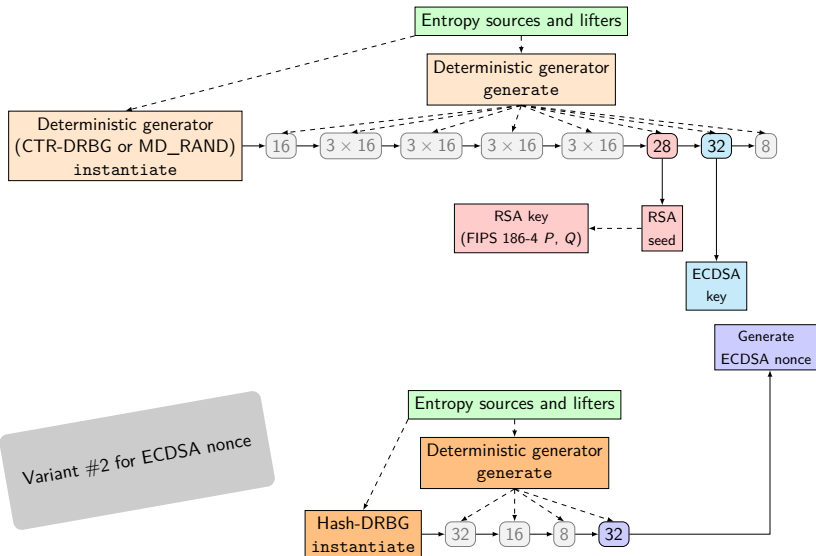 Entropy sources and lifters
Deterministic generator
generate
Deterministic generator
(CTR-DRBG or MD_RAND)
instantiate
16
3 × 16
3 × 16
3 × 16
3 × 16
28
32
8
RSA key
(FIPS 186-4 P, Q)
RSA
seed
ECDSA
key
Generate
ECDSA nonce
Entropy sources and lifters
Variant #2 for ECDSA nonce
Deterministic generator
generate
Hash-DRBG
instantiate
32
16
8
32